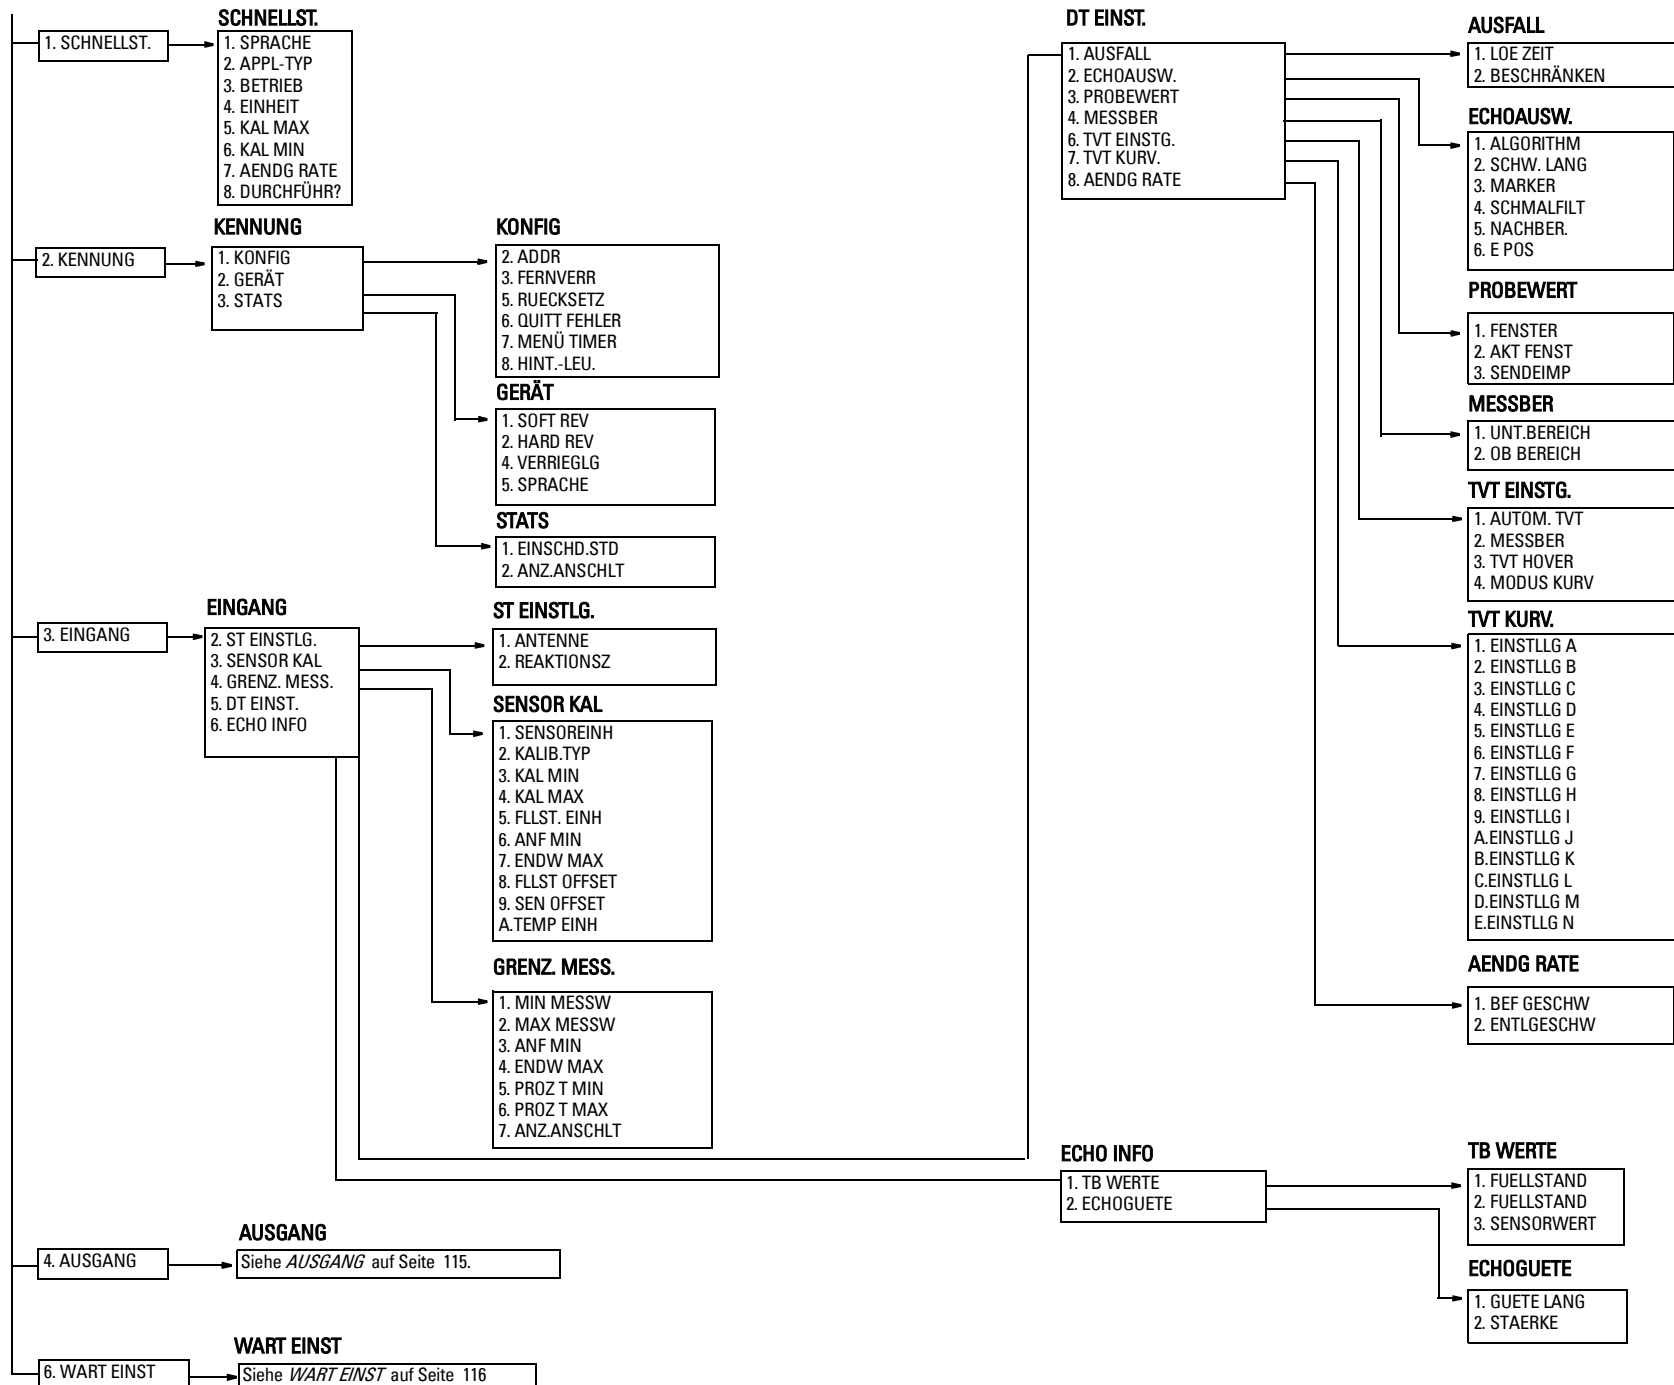 SCHNELLST.
1. SCHNELLST.
1. SPRACHE
2. APPL-TYP
3. BETRIEB
4. EINHEIT
5. KAL MAX
6. KAL MIN
7. AENDG RATE
8. DURCHFÜHR?
KENNUNG
2. KENNUNG
1. KONFIG
2. GERÄT
3. STATS
KONFIG
2. ADDR
3. FERNVERR
5. RUECKSETZ
6. QUITT FEHLER
7. MENÜ TIMER
8. HINT.-LEU.
GERÄT
1. SOFT REV
2. HARD REV
4. VERRIEGLG
5. SPRACHE
STATS
1. EINSCHD.STD
2. ANZ.ANSCHLT
EINGANG
3. EINGANG
2. ST EINSTLG.
3. SENSOR KAL
4. GRENZ. MESS.
5. DT EINST.
6. ECHO INFO
ST EINSTLG.
1. ANTENNE
2. REAKTIONSZ
SENSOR KAL
1. SENSOREINH
2. KALIB.TYP
3. KAL MIN
4. KAL MAX
5. FLLST. EINH
6. ANF MIN
7. ENDW MAX
8. FLLST OFFSET
9. SEN OFFSET
A.TEMP EINH
GRENZ. MESS.
1. MIN MESSW
2. MAX MESSW
3. ANF MIN
4. ENDW MAX
5. PROZ T MIN
6. PROZ T MAX
7. ANZ.ANSCHLT
AUSGANG
4. AUSGANG
Siehe AUSGANG auf Seite 115.
WART EINST
6. WART EINST
Siehe WART EINST auf Seite 116
DT EINST.
1. AUSFALL
2. ECHOAUSW.
3. PROBEWERT
4. MESSBER
6. TVT EINSTG.
7. TVT KURV.
8. AENDG RATE
AUSFALL
1. LOE ZEIT
2. BESCHRÄNKEN
ECHOAUSW.
1. ALGORITHM
2. SCHW. LANG
3. MARKER
4. SCHMALFILT
5. NACHBER.
6. E POS
PROBEWERT
1. FENSTER
2. AKT FENST
3. SENDEIMP
MESSBER
1. UNT.BEREICH
2. OB BEREICH
TVT EINSTG.
1. AUTOM. TVT
2. MESSBER
3. TVT HOVER
4. MODUS KURV
TVT KURV.
1. EINSTLLG A
2. EINSTLLG B
3. EINSTLLG C
4. EINSTLLG D
5. EINSTLLG E
6. EINSTLLG F
7. EINSTLLG G
8. EINSTLLG H
9. EINSTLLG I
A.EINSTLLG J
B.EINSTLLG K
C.EINSTLLG L
D.EINSTLLG M
E.EINSTLLG N
AENDG RATE
1. BEF GESCHW
2. ENTLGESCHW
ECHO INFO
1. TB WERTE
2. ECHOGUETE
TB WERTE
1. FUELLSTAND
2. FUELLSTAND
3. SENSORWERT
ECHOGUETE
1. GUETE LANG
2. STAERKE